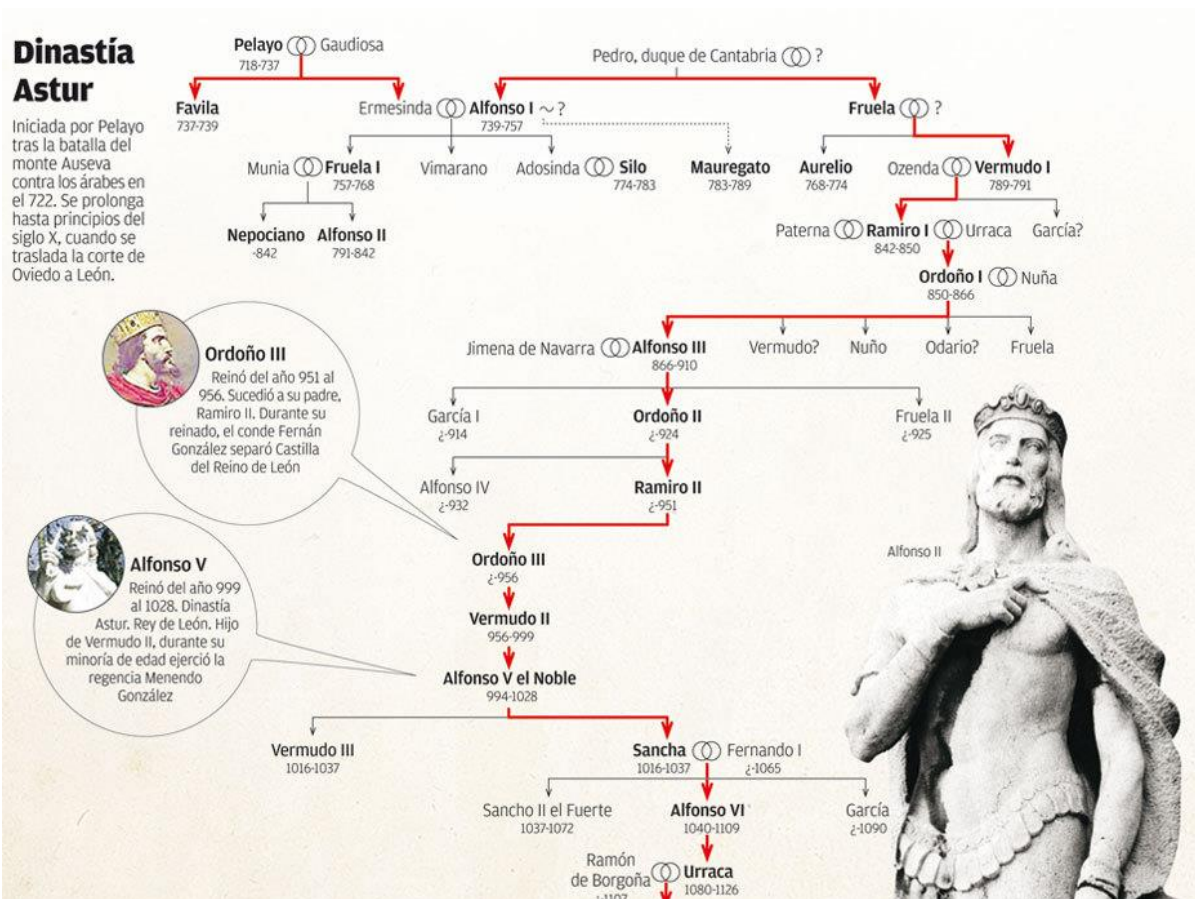 Dinastía
Astur
Iniciada por Pelayo
tras la batalla del
monte Auseva
contra los árabes en
el 722. Se prolonga
hasta principios del
siglo X, cuando se
traslada la corte de
Oviedo a León.
Pelayo Gaudiosa
718-737
Pedro, duque de Cantabria ?
Favila
737-739
Ermesinda Alfonso I ~ ?
739-757
Fruela ?
Munia Fruela I
757-768
Vimarano
Adosinda Silo
774-783
Mauregato
783-789
Aurelio
768-774
Ozenda Vermudo I
789-791
Nepociano
-842
Alfonso II
791-842
Paterna Ramiro I Urraca
842-850
García?
Ordoño I Nuña
850-866
Jimena de Navarra Alfonso III
866-910
Vermudo?
Nuño
Odario?
Fruela
Ordoño III
Reinó del año 951 al
956. Sucedió a su padre,
Ramiro II. Durante su
reinado, el conde Fernán
González separó Castilla
del Reino de León
García I
¿-914
Ordoño II
¿-924
Fruela II
¿-925
Alfonso IV
¿-932
Ramiro II
¿-951
Ordoño III
¿-956
Alfonso II
Alfonso V
Reinó del año 999
al 1028. Dinastía
Astur. Rey de León. Hijo
de Vermudo II, durante su
minoría de edad ejerció la
regencia Menendo
González
Vermudo II
956-999
Alfonso V el Noble
994-1028
Vermudo III
1016-1037
Sancha Fernando I
1016-1037 ¿-1065
Sancho II el Fuerte
1037-1072
Alfonso VI
1040-1109
García
¿-1090
Ramón
de Borgoña Urraca
¿-1107 1080-1126